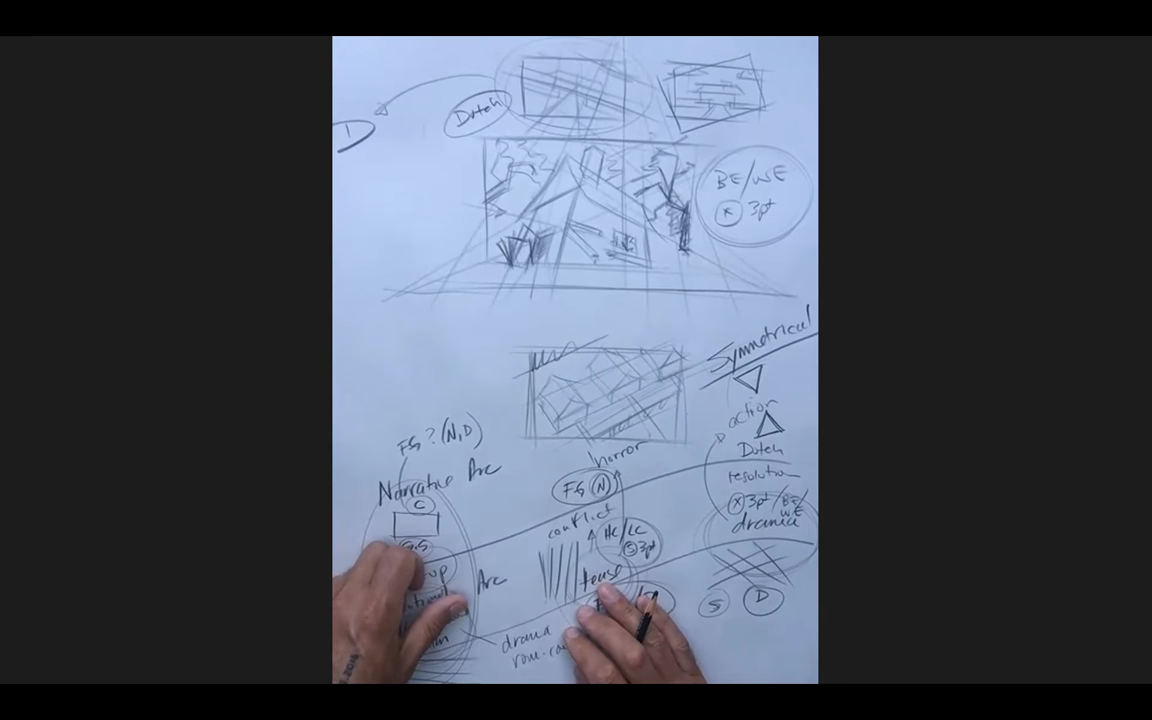 D
Dutch
BE/WE
x 3pt
Symmetrical
action
Dutch
resolution
x 3pt/BE/
WE
drama
S D
horror
FG N
conflict
HC/LC
S 3pt
tense
FG? (N,D)
Narrative Arc
C
up
Arc
drama